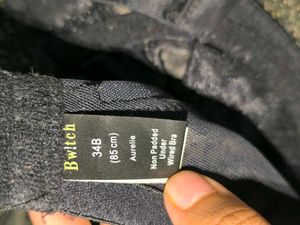 Bwitch
34B
(85 cm)
Aurelie
Non Padded
Under
Wired Bra